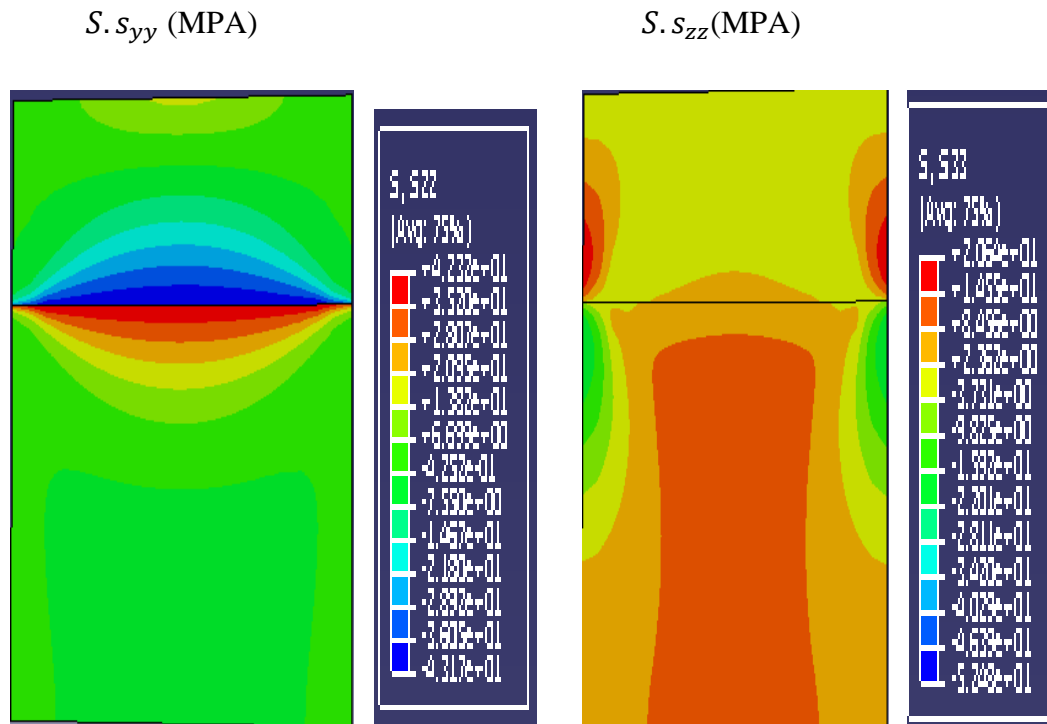 S.s_yy (MPA)
S.s_zz(MPA)
S, S22
(Avg: 75%)
+4.232e+01
+3.520e+01
+2.807e+01
+2.095e+01
+1.382e+01
+6.699e+00
-4.252e-01
-7.550e+00
-1.467e+01
-2.180e+01
-2.892e+01
-3.605e+01
-4.317e+01
S, S33
(Avg: 75%)
+2.064e+01
+1.455e+01
+8.456e+00
+2.362e+00
-3.731e+00
-9.825e+00
-1.592e+01
-2.201e+01
-2.811e+01
-3.420e+01
-4.029e+01
-4.639e+01
-5.248e+01